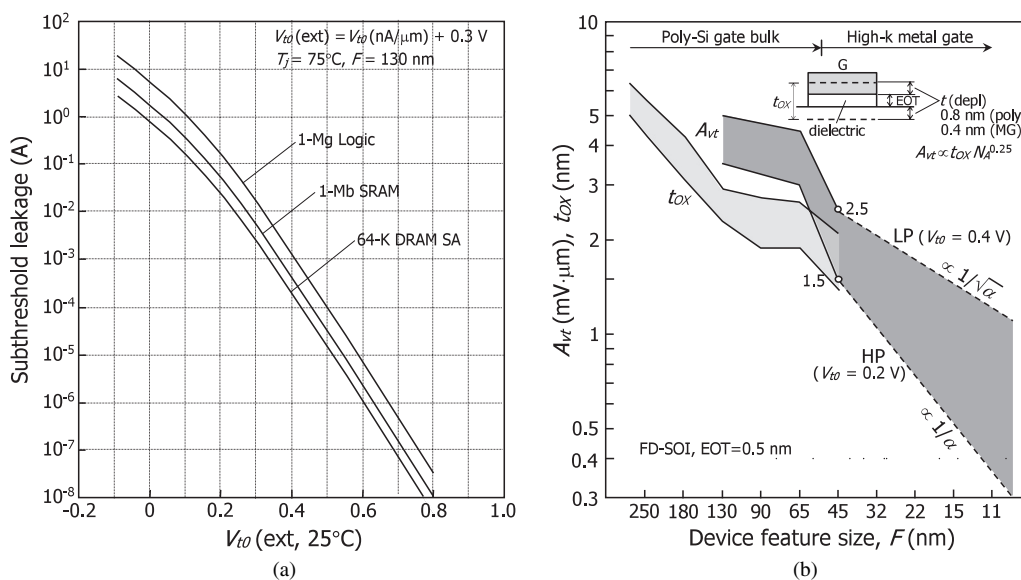 Subthreshold leakage (A)
10²
10¹
10⁰
10⁻¹
10⁻²
10⁻³
10⁻⁴
10⁻⁵
10⁻⁶
10⁻⁷
10⁻⁸
-0.2 0 0.2 0.4 0.6 0.8 1.0
Vt0 (ext, 25°C)
Vt0 (ext) = Vt0 (nA/μm) + 0.3 V
Tj = 75°C, F = 130 nm
1-Mg Logic
1-Mb SRAM
64-K DRAM SA
(a)
Avt (mV·μm), tOX (nm)
10
5
4
3
2
1
0.5
0.4
0.3
250 180 130 90 65 45 32 22 15 11
Device feature size, F (nm)
Poly-Si gate bulk
High-k metal gate
G
tOX
EOT
dielectric
t (depl)
0.8 nm (poly
0.4 nm (MG)
Avt ∝ tOX NA^0.25
Avt
tOX
2.5
1.5
LP (Vt0 = 0.4 V)
∝ 1/√α
HP
(Vt0 = 0.2 V)
∝ 1/α
FD-SOI, EOT=0.5 nm
(b)